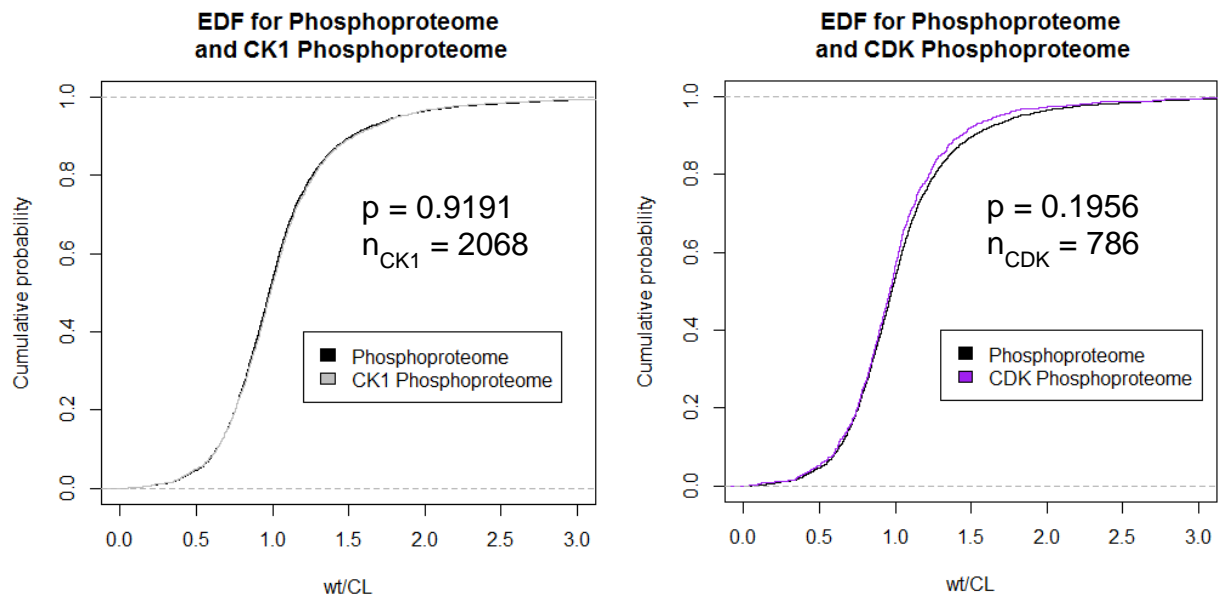 EDF for Phosphoproteome
and CK1 Phosphoproteome
Cumulative probability
1.0
0.8
0.6
0.4
0.2
0.0
p = 0.9191
nCK1 = 2068
Phosphoproteome
CK1 Phosphoproteome
0.0 0.5 1.0 1.5 2.0 2.5 3.0
wt/CL
EDF for Phosphoproteome
and CDK Phosphoproteome
Cumulative probability
1.0
0.8
0.6
0.4
0.2
0.0
p = 0.1956
nCDK = 786
Phosphoproteome
CDK Phosphoproteome
0.0 0.5 1.0 1.5 2.0 2.5 3.0
wt/CL